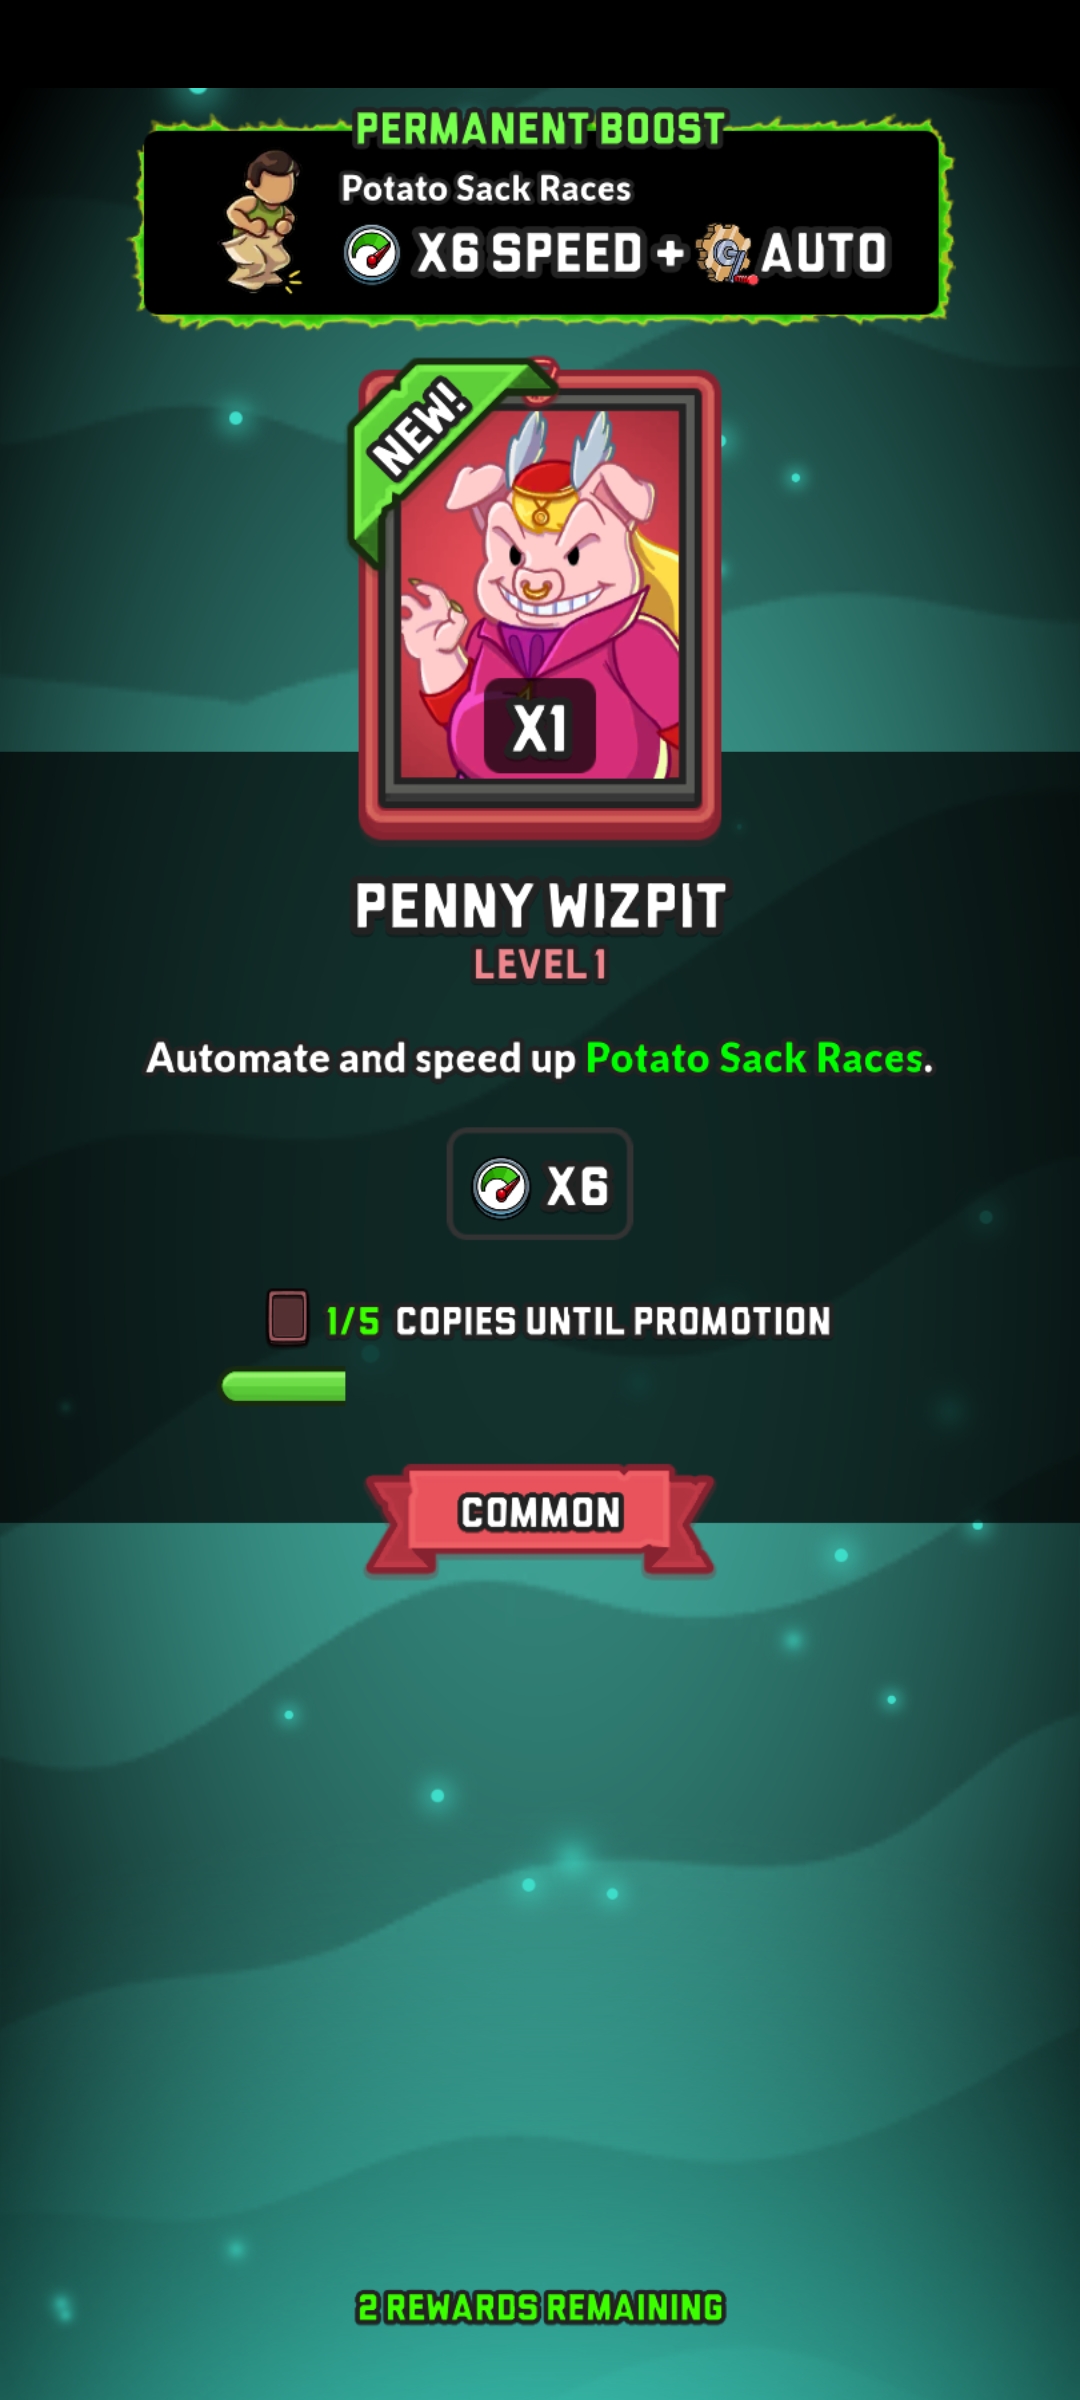 PERMANENT BOOST
Potato Sack Races
X6 SPEED + AUTO
NEW!
X1
PENNY WIZPIT
LEVEL 1
Automate and speed up Potato Sack Races.
X6
1/5 COPIES UNTIL PROMOTION
COMMON
2 REWARDS REMAINING